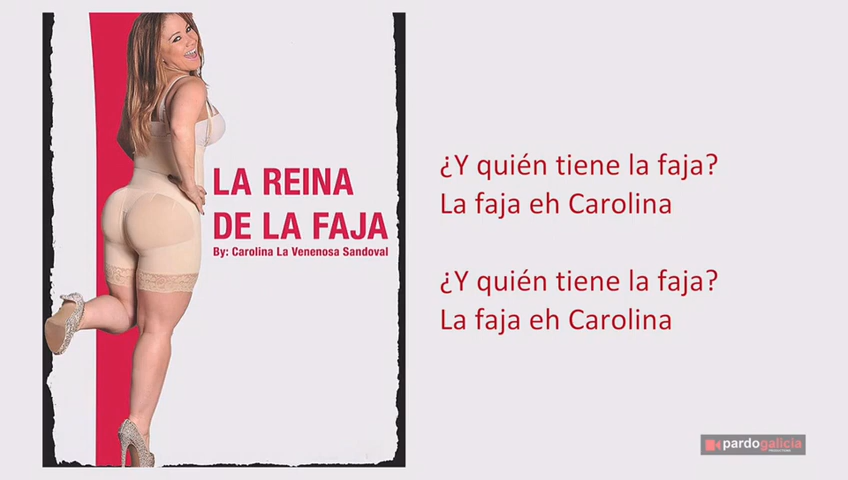 LA REINA
DE LA FAJA
By: Carolina La Venenosa Sandoval
¿Y quién tiene la faja?
La faja eh Carolina
¿Y quién tiene la faja?
La faja eh Carolina
pardogalicia